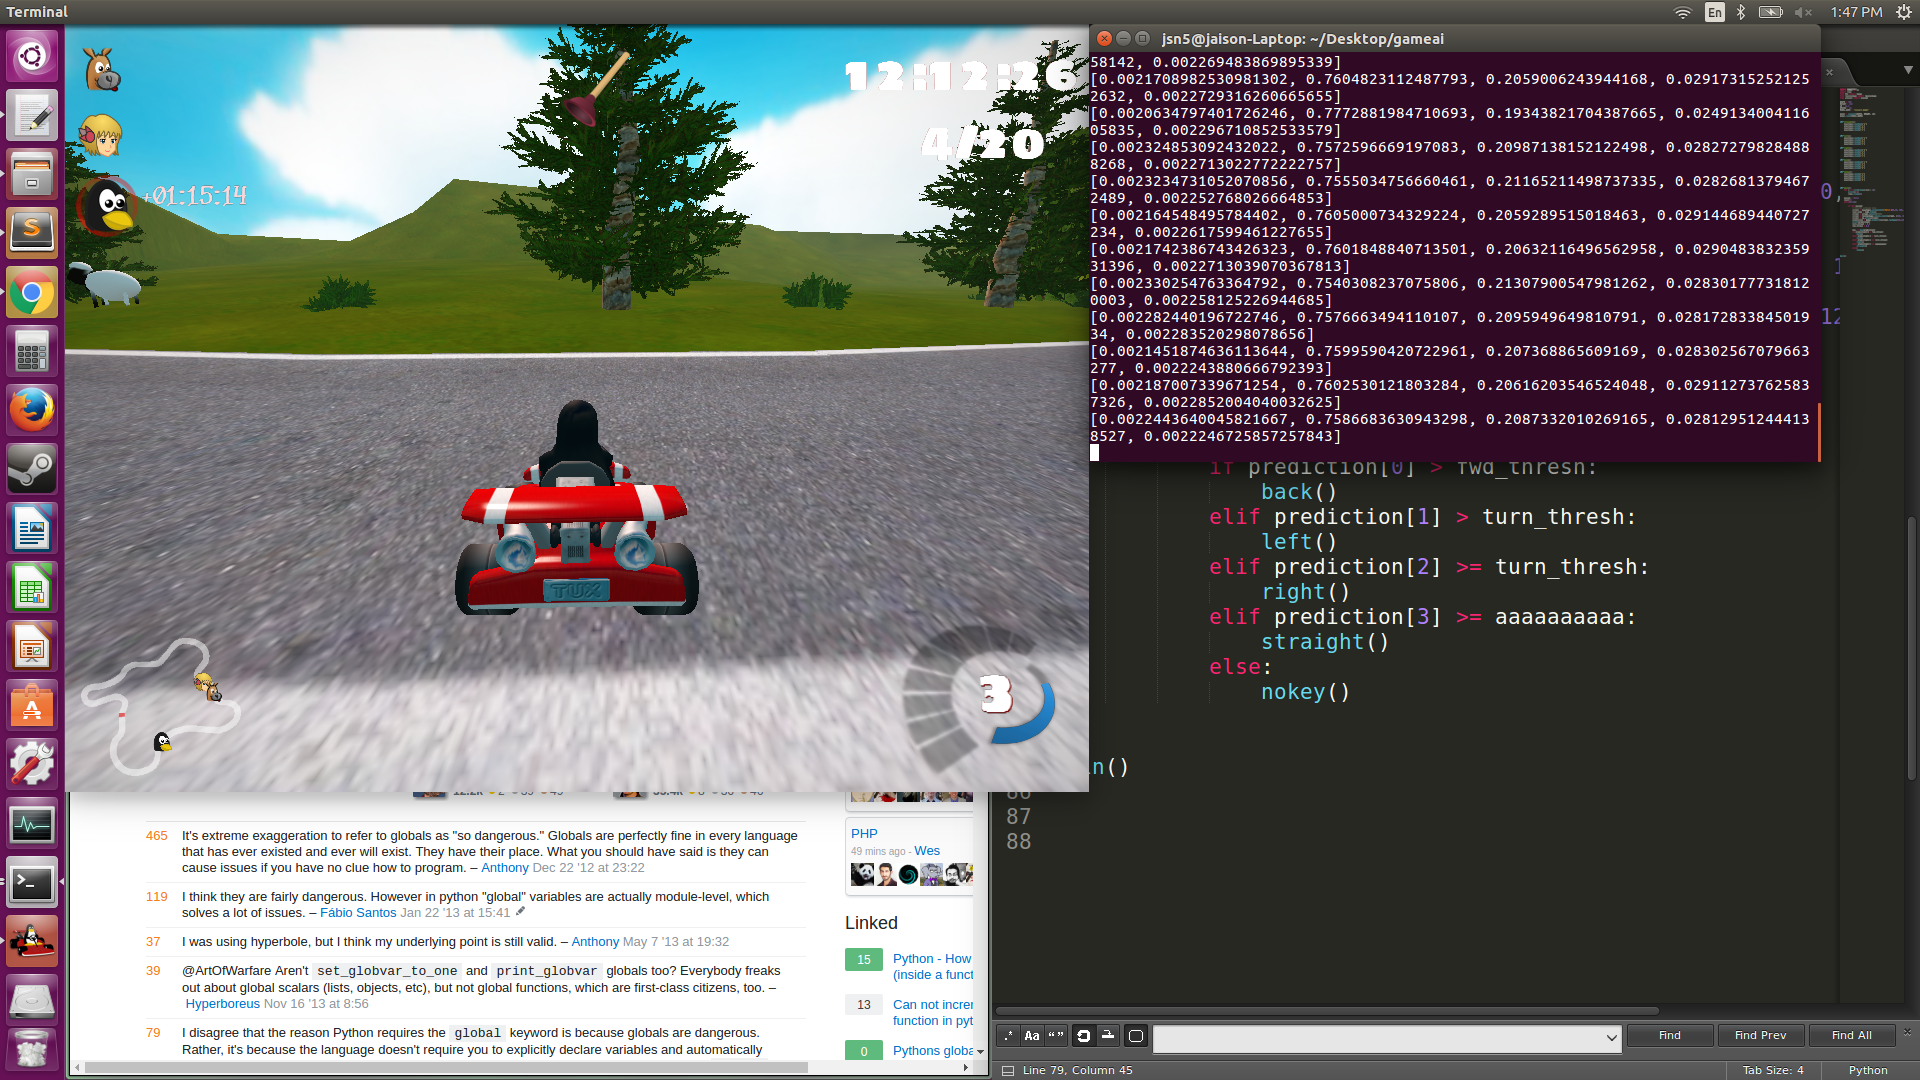 Terminal
En
1:47 PM
12:12:26
4/20
+01:15:14
TUX
3
jsn5@jaison-Laptop: ~/Desktop/gameai
58142, 0.002269483869895339]
[0.0021708982530981302, 0.7604823112487793, 0.2059006243944168, 0.02917315252125
2632, 0.0022729316260665655]
[0.0020634797401726246, 0.7772881984710693, 0.19343821704387665, 0.0249134004116
05835, 0.002296710852533579]
[0.002324853092432022, 0.7572596669197083, 0.20987138152122498, 0.02827279828488
8268, 0.0022713022772222757]
[0.0023234731052070856, 0.7555034756660461, 0.21165211498737335, 0.0282681379467
2489, 0.002252768026664853]
[0.002164548495784402, 0.7605000734329224, 0.2059289515018463, 0.029144689440727
234, 0.0022617599461227655]
[0.0021742386743426323, 0.7601848840713501, 0.20632116496562958, 0.0290483832359
31396, 0.0022713039070367813]
[0.002330254763364792, 0.7540308237075806, 0.21307900547981262, 0.02830177731812
0003, 0.002258125226944685]
[0.002282440196722746, 0.7576663494110107, 0.2095949649810791, 0.028172833845019
34, 0.002283520298078656]
[0.0021451874636113644, 0.7599590420722961, 0.207368865609169, 0.028302567079663
277, 0.0022243880666792393]
[0.002187007339671254, 0.7602530121803284, 0.20616203546524048, 0.02911273762583
7326, 0.0022852004040032625]
[0.0022443640045821667, 0.7586683630943298, 0.2087332010269165, 0.02812951244413
8527, 0.0022246725857257843]
0,
1
12
if prediction[0] > fwd_thresh:
back()
elif prediction[1] > turn_thresh:
left()
elif prediction[2] >= turn_thresh:
right()
elif prediction[3] >= aaaaaaaaaa:
straight()
else:
nokey()
n()
87
88
465 It's extreme exaggeration to refer to globals as "so dangerous." Globals are perfectly fine in every language
that has ever existed and ever will exist. They have their place. What you should have said is they can
cause issues if you have no clue how to program. – Anthony Dec 22 '12 at 23:22
119 I think they are fairly dangerous. However in python "global" variables are actually module-level, which
solves a lot of issues. – Fábio Santos Jan 22 '13 at 15:41
37 I was using hyperbole, but I think my underlying point is still valid. – Anthony May 7 '13 at 19:32
39 @ArtOfWarfare Aren't set_globvar_to_one and print_globvar globals too? Everybody freaks
out about global scalars (lists, objects, etc), but not global functions, which are first-class citizens, too. –
Hyperboreus Nov 16 '13 at 8:56
79 I disagree that the reason Python requires the global keyword is because globals are dangerous.
Rather, it's because the language doesn't require you to explicitly declare variables and automatically
PHP
49 mins ago - Wes
Linked
15 Python - How
(inside a funct
13 Can not increr
function in pyt
0 Pythons globa
.* Aa “ ”
Find
Find Prev
Find All
Line 79, Column 45
Tab Size: 4
Python